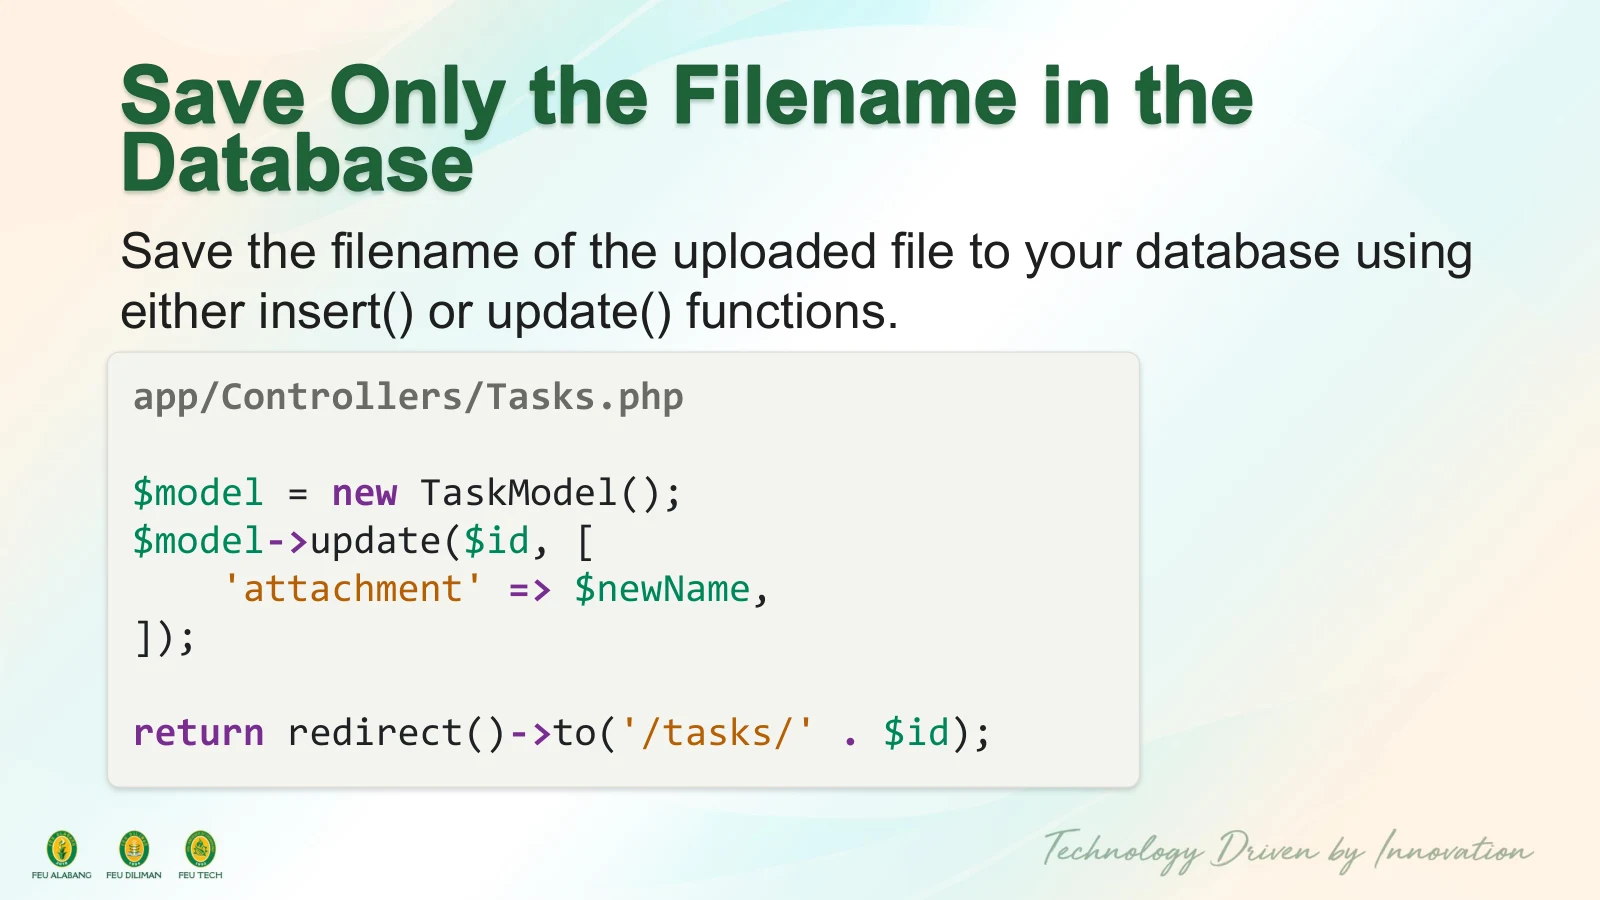 Save Only the Filename in the
Database
Save the filename of the uploaded file to your database using
either insert() or update() functions.
app/Controllers/Tasks.php
$model = new TaskModel();
$model->update($id, [
    'attachment' => $newName,
]);
return redirect()->to('/tasks/' . $id);
FEU ALABANG FEU DILIMAN FEU TECH
Technology Driven by Innovation